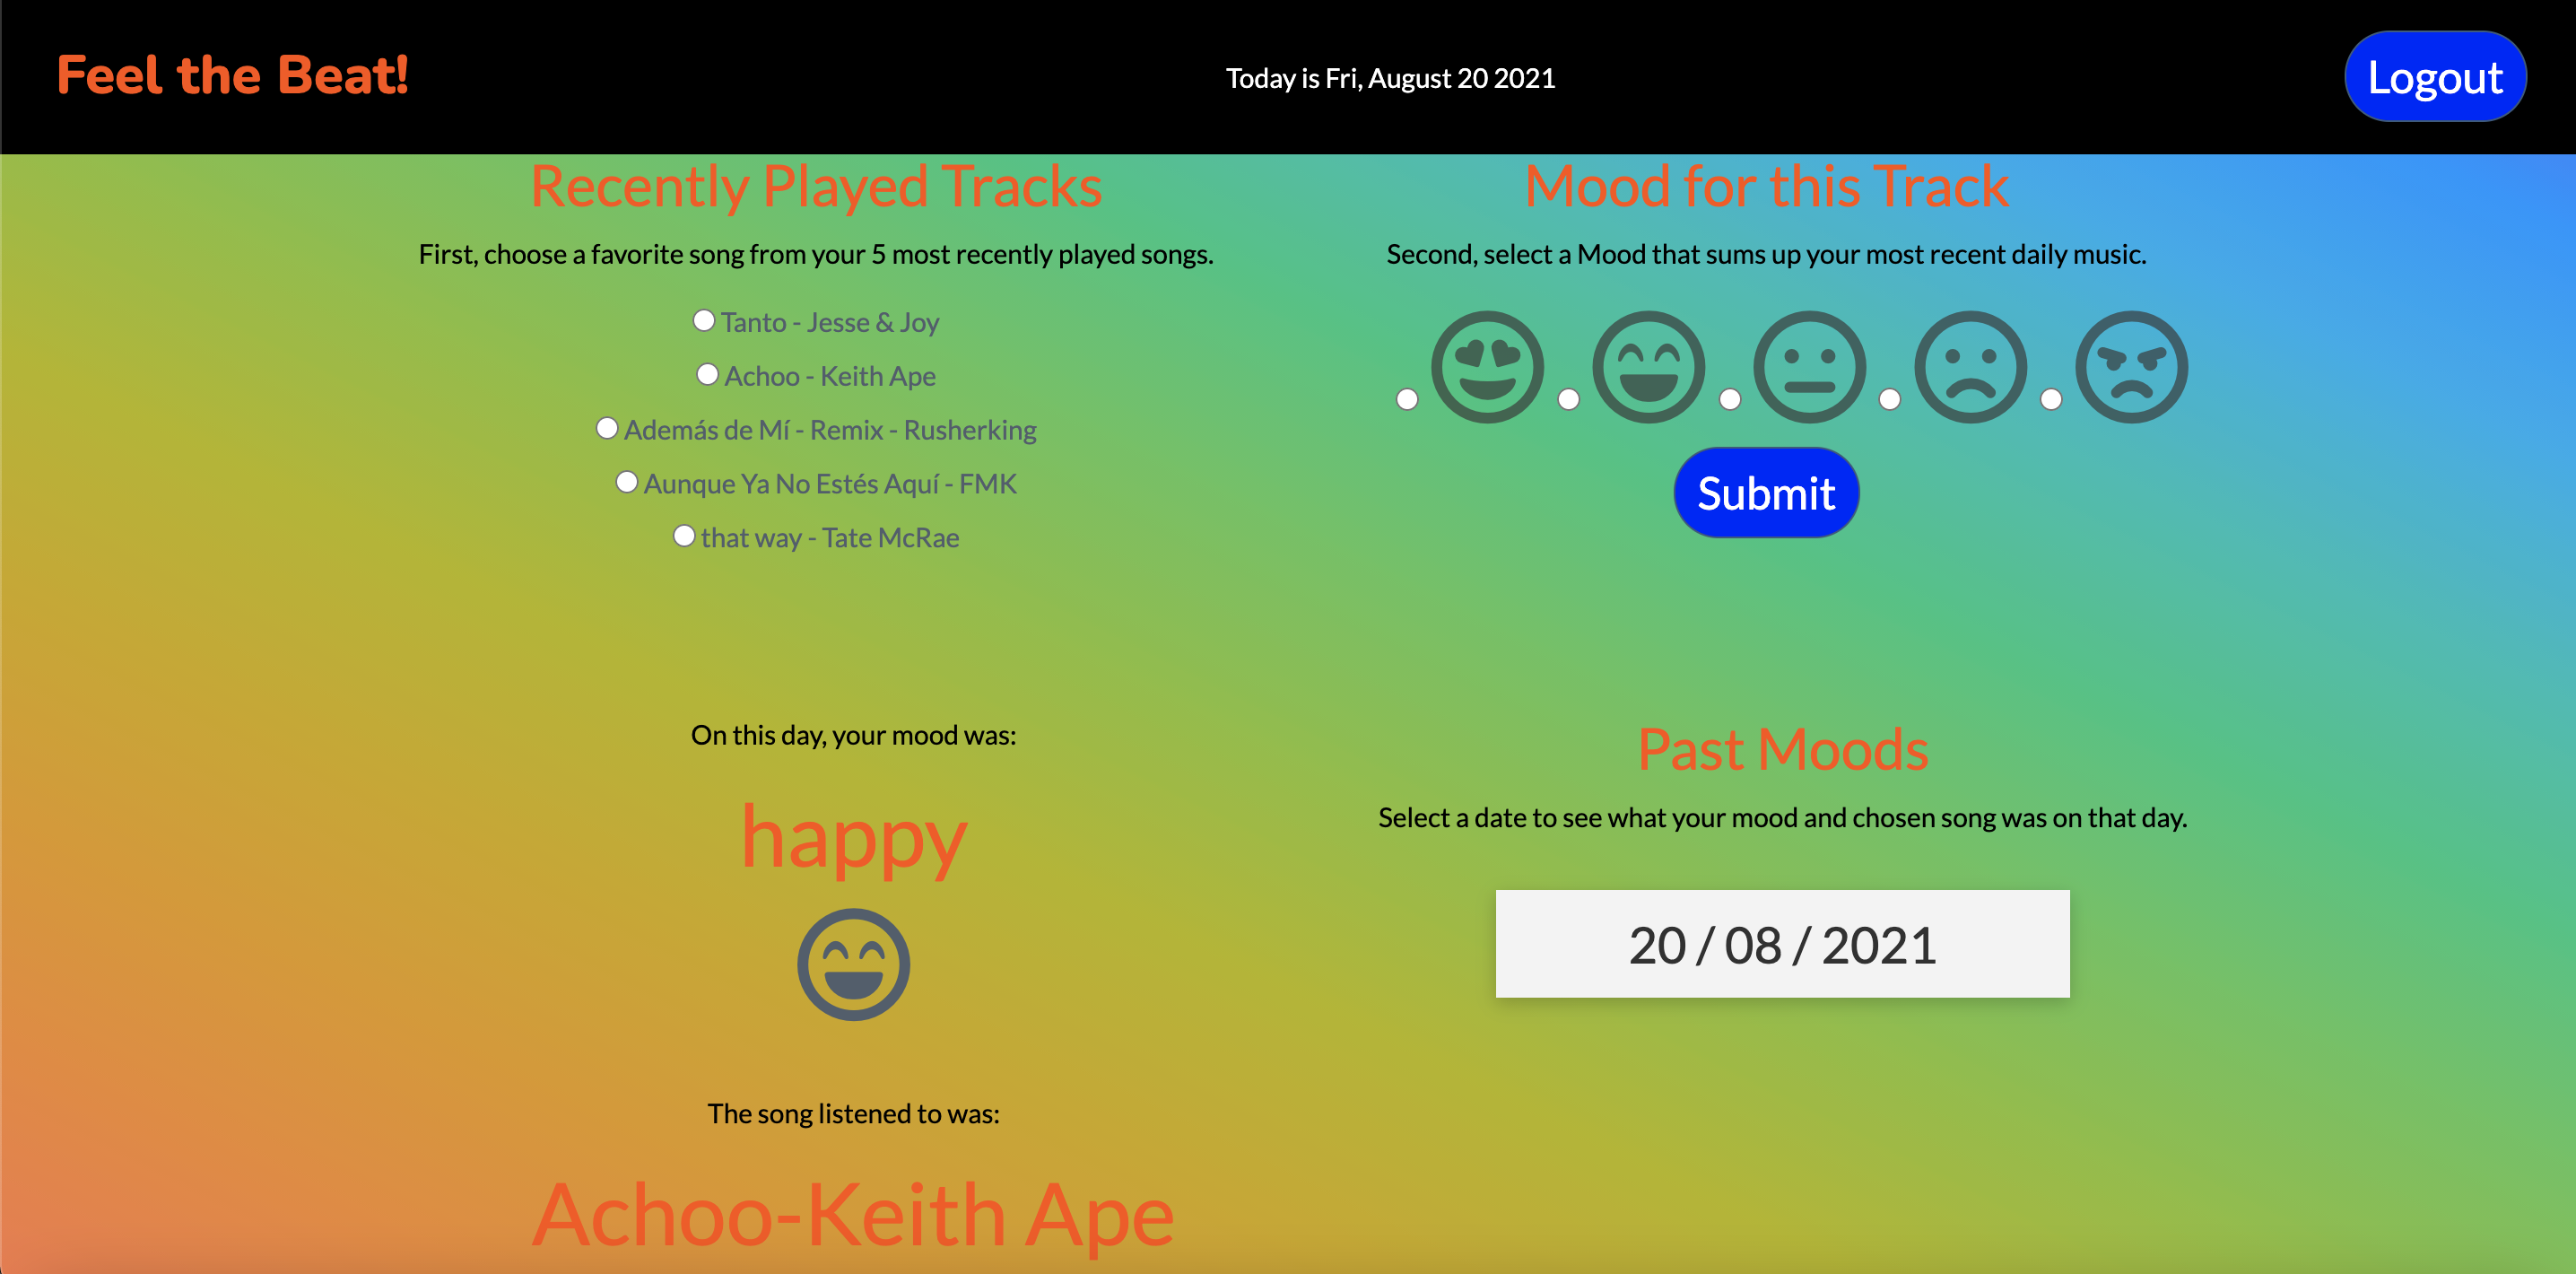 Feel the Beat!
Today is Fri, August 20 2021
Logout
Recently Played Tracks
First, choose a favorite song from your 5 most recently played songs.
Tanto - Jesse & Joy
Achoo - Keith Ape
Además de Mí - Remix - Rusherking
Aunque Ya No Estés Aquí - FMK
that way - Tate McRae
Mood for this Track
Second, select a Mood that sums up your most recent daily music.
Submit
On this day, your mood was:
happy
The song listened to was:
Achoo-Keith Ape
Past Moods
Select a date to see what your mood and chosen song was on that day.
20 / 08 / 2021